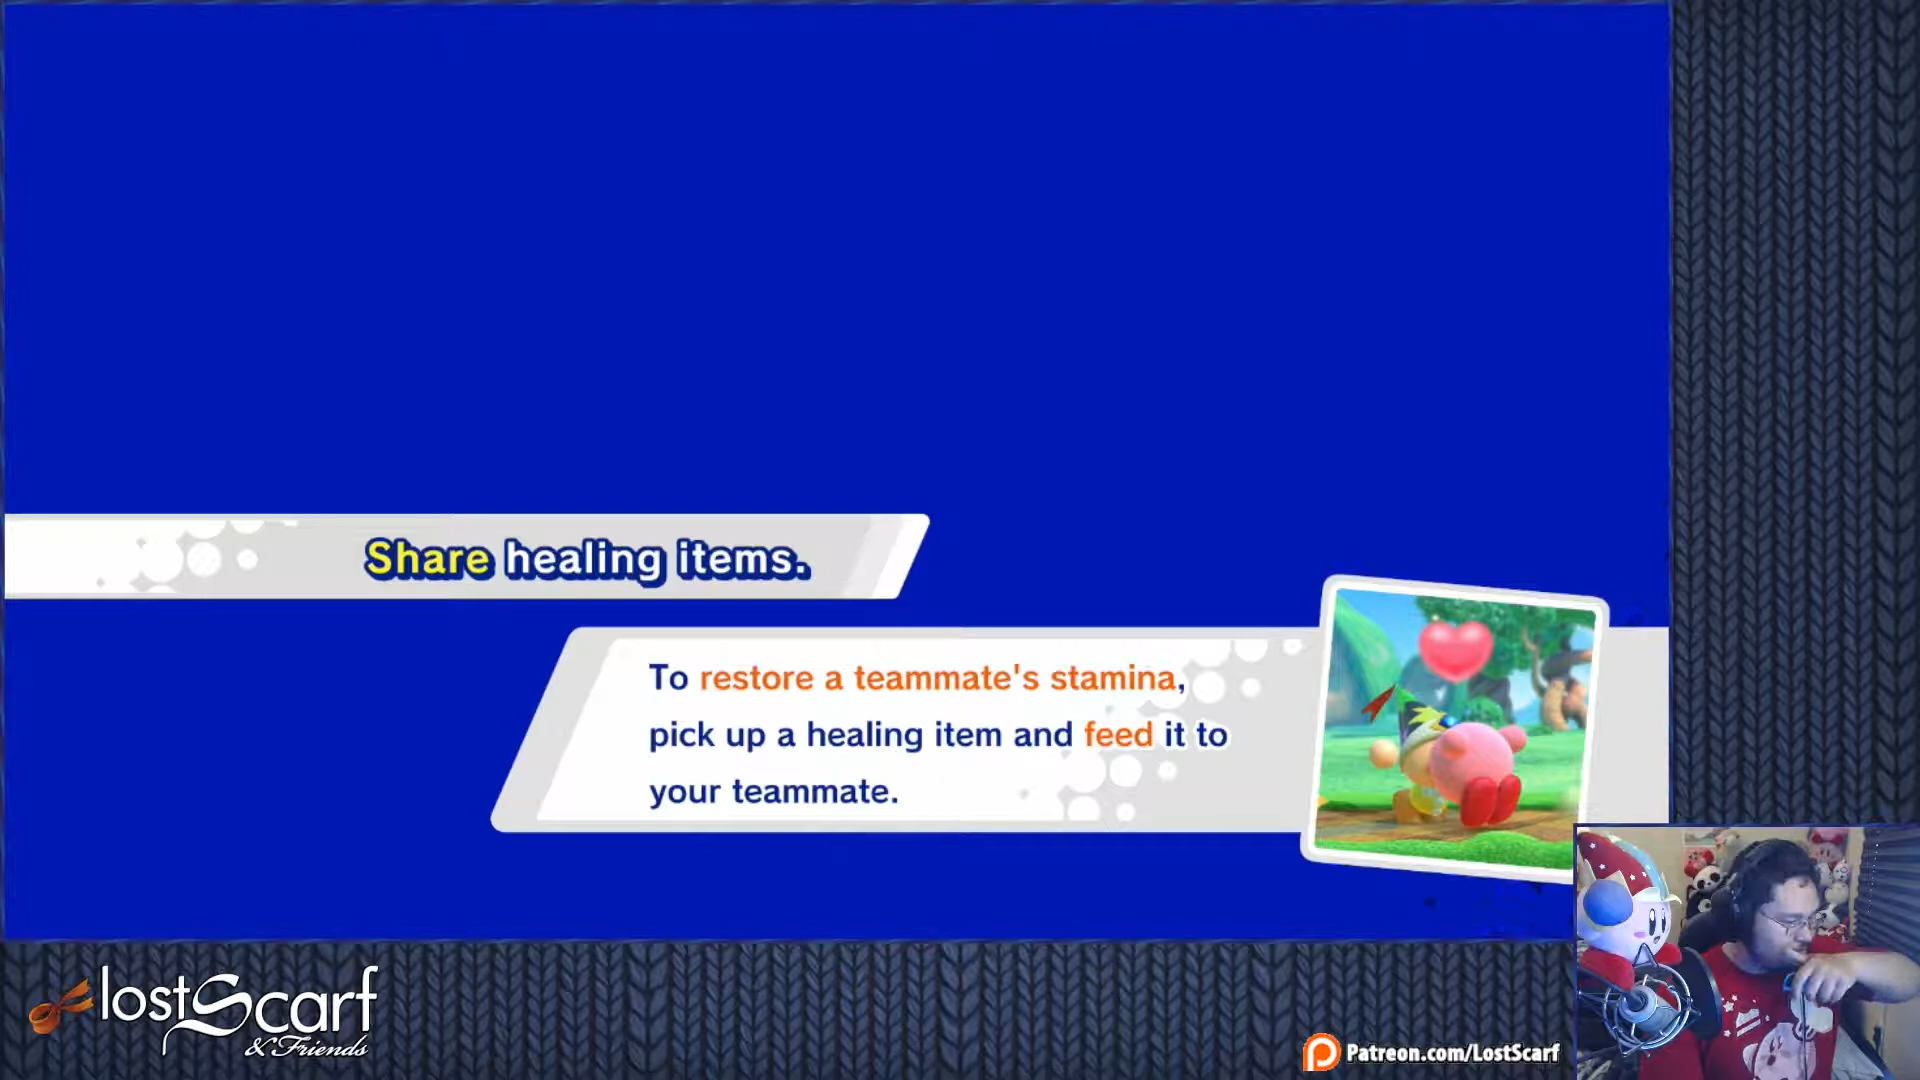 Share healing items.
To restore a teammate's stamina,
pick up a healing item and feed it to
your teammate.
lostScarf
& Friends
Patreon.com/LostScarf